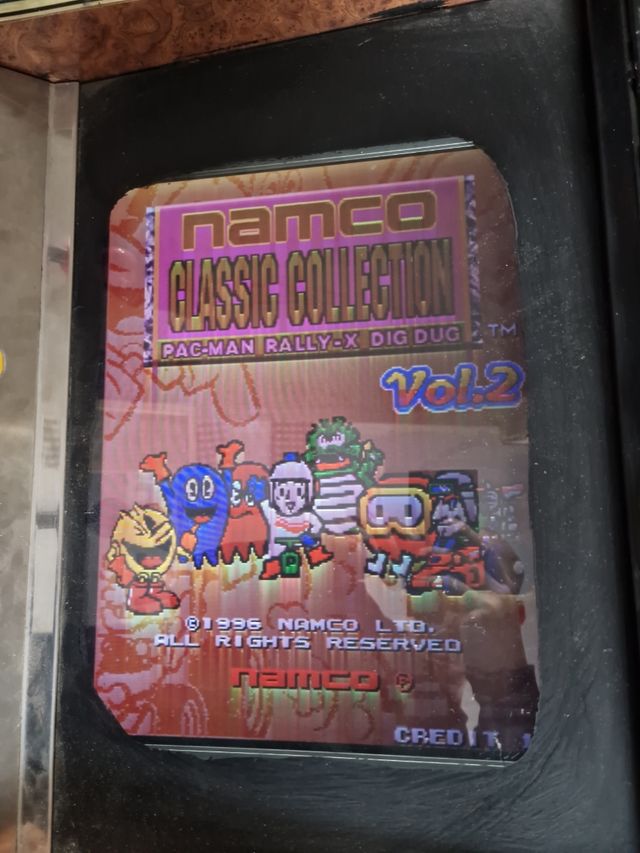 namco
CLASSIC COLLECTION
PAC-MAN RALLY-X DIG DUG
TM
Vol.2
©1996 NAMCO LTD.
ALL RIGHTS RESERVED
namco ®
CREDIT 1